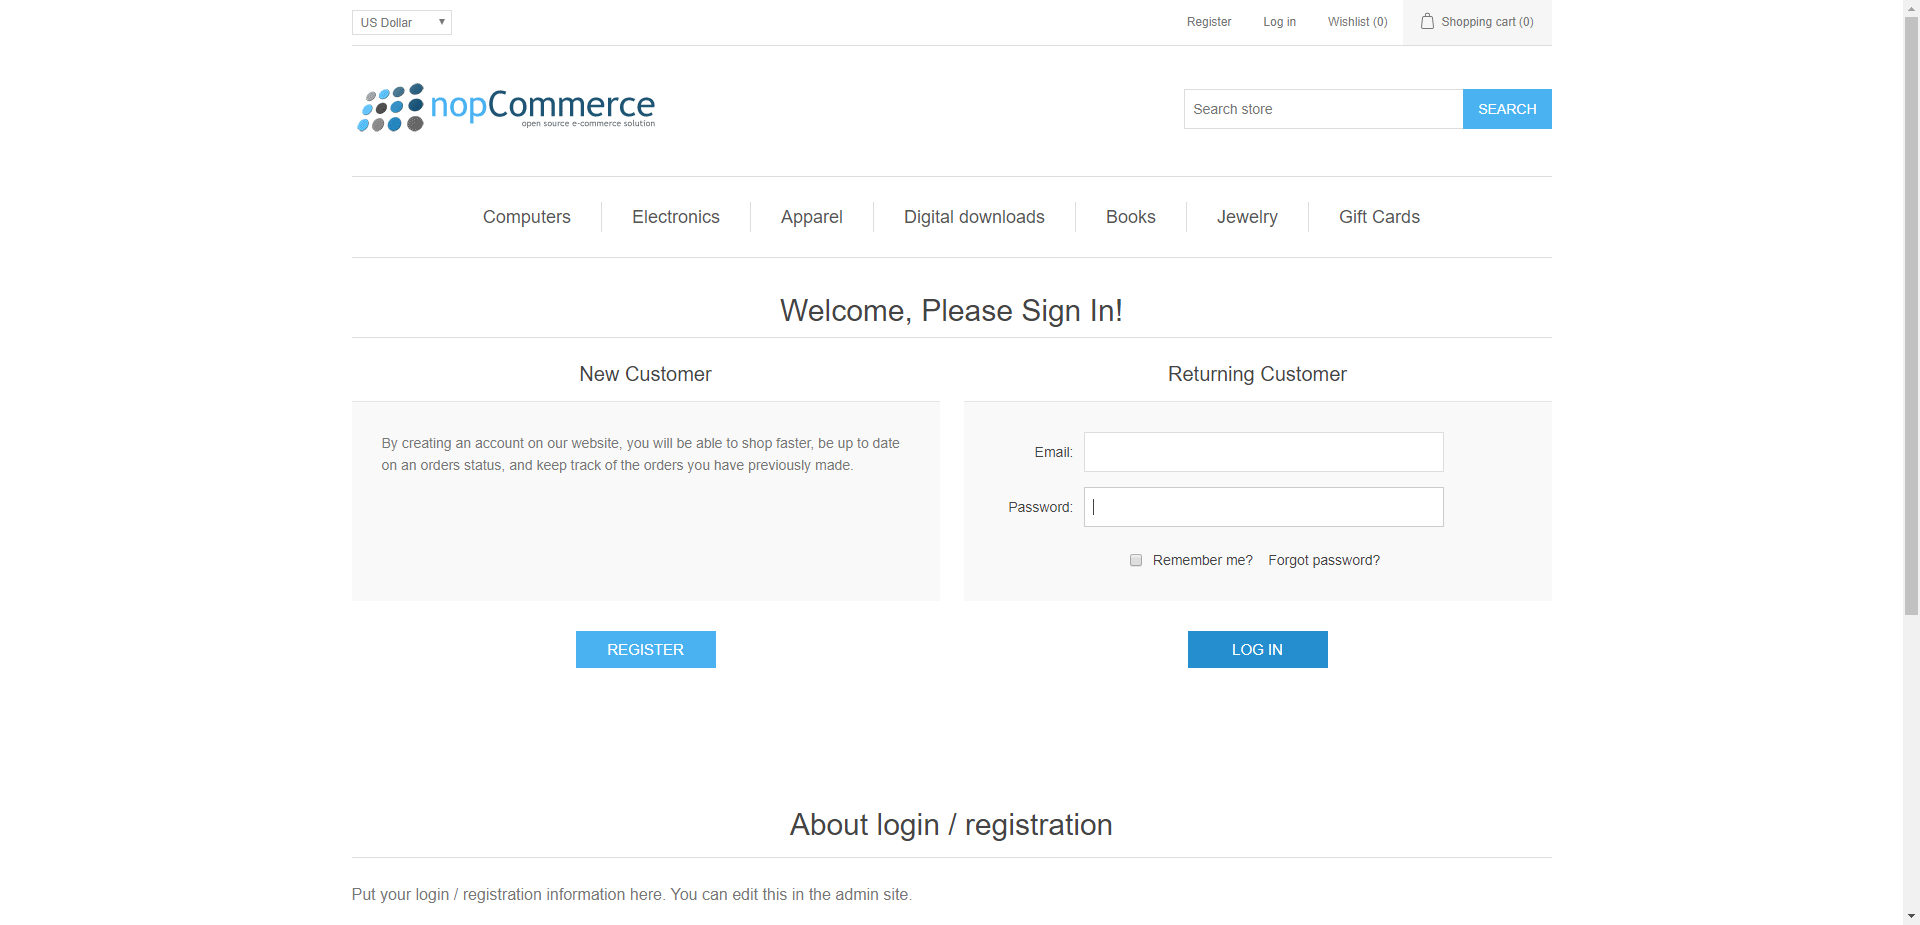 US Dollar
Register
Log in
Wishlist (0)
Shopping cart (0)
nopCommerce
open source e-commerce solution
Search store
SEARCH
Computers
Electronics
Apparel
Digital downloads
Books
Jewelry
Gift Cards
Welcome, Please Sign In!
New Customer
By creating an account on our website, you will be able to shop faster, be up to date
on an orders status, and keep track of the orders you have previously made.
REGISTER
Returning Customer
Email:
Password:
Remember me?
Forgot password?
LOG IN
About login / registration
Put your login / registration information here. You can edit this in the admin site.